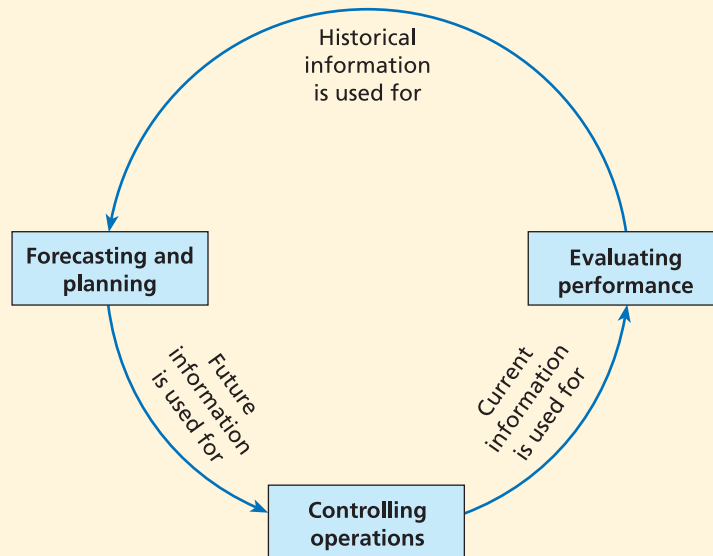 Historical
information
is used for
Forecasting and
planning
Evaluating
performance
Future
information
is used for
Current
information
is used for
Controlling
operations